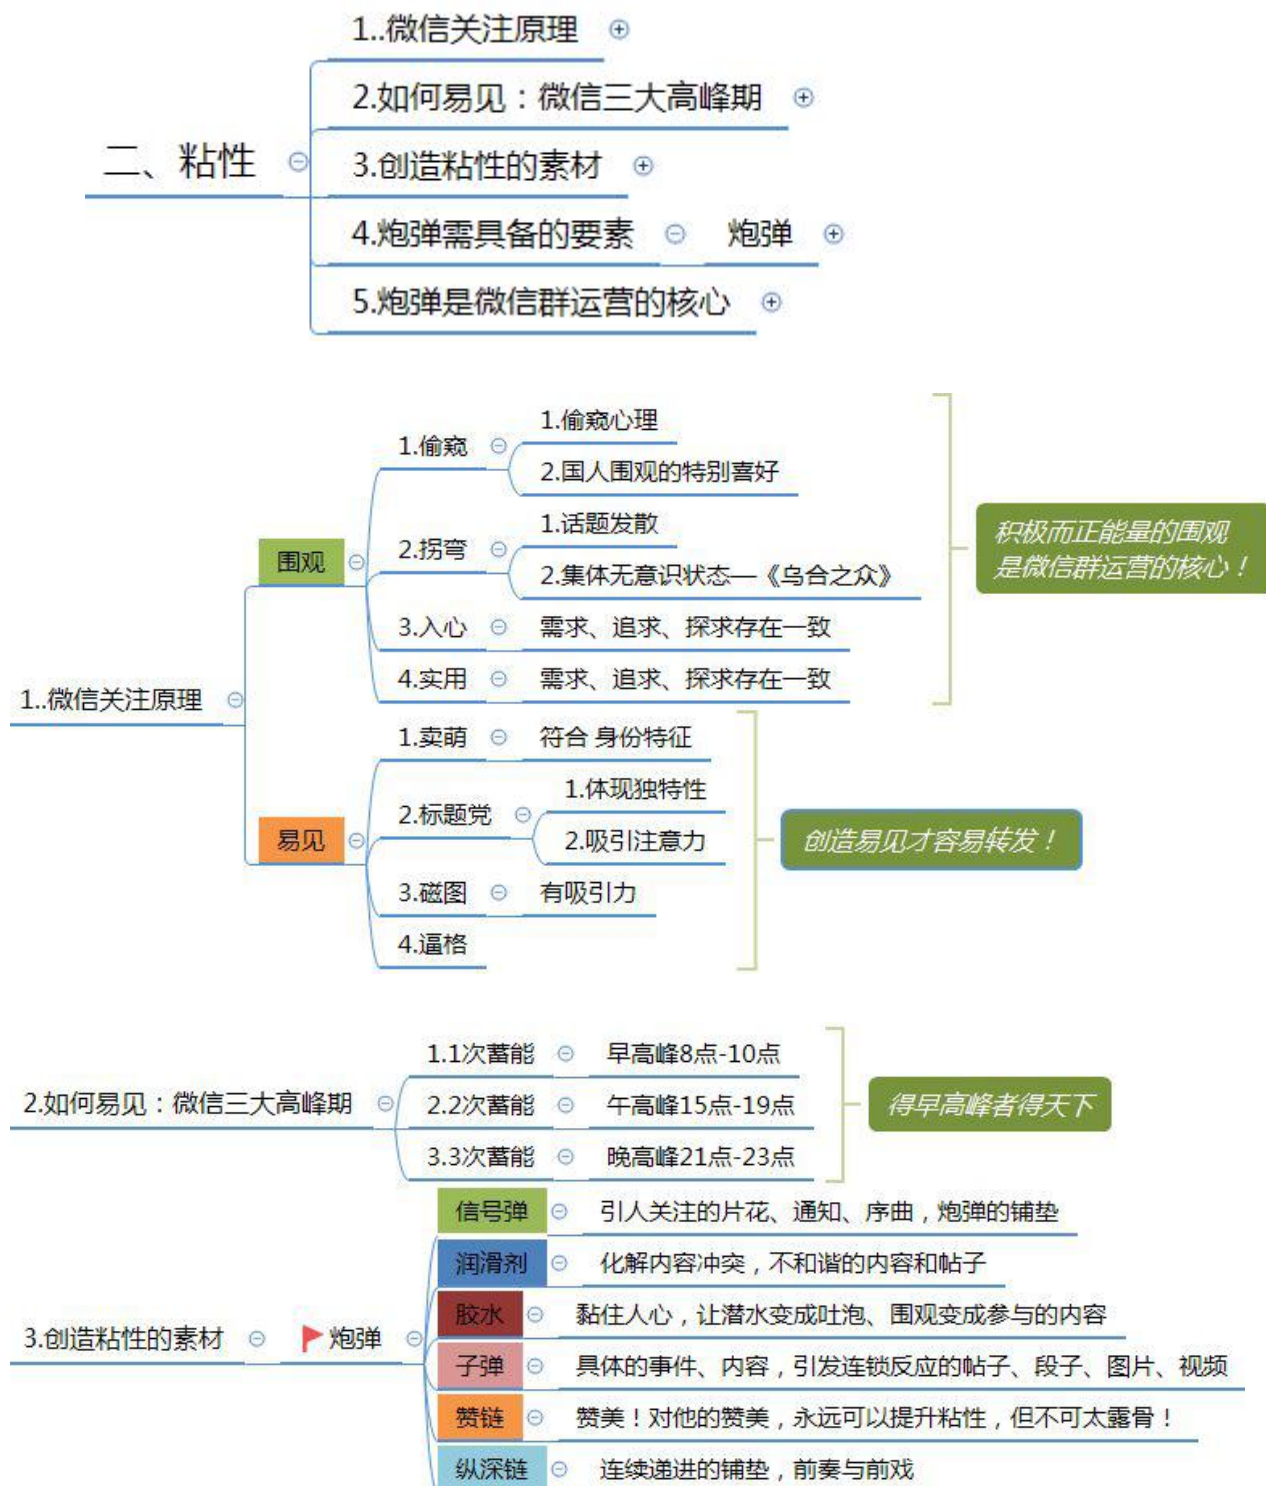 1..微信关注原理
2.如何易见：微信三大高峰期
二、粘性
3.创造粘性的素材
4.炮弹需具备的要素
炮弹
5.炮弹是微信群运营的核心
1..微信关注原理
围观
1.偷窥
1.偷窥心理
2.国人围观的特别喜好
2.拐弯
1.话题发散
2.集体无意识状态—《乌合之众》
3.入心
需求、追求、探求存在一致
4.实用
需求、追求、探求存在一致
积极而正能量的围观
是微信群运营的核心！
易见
1.卖萌
符合 身份特征
2.标题党
1.体现独特性
2.吸引注意力
3.磁图
有吸引力
4.逼格
创造易见才容易转发！
2.如何易见：微信三大高峰期
1.1次蓄能
早高峰8点-10点
2.2次蓄能
午高峰15点-19点
3.3次蓄能
晚高峰21点-23点
得早高峰者得天下
3.创造粘性的素材
炮弹
信号弹
引人关注的片花、通知、序曲，炮弹的铺垫
润滑剂
化解内容冲突，不和谐的内容和帖子
胶水
黏住人心，让潜水变成吐泡、围观变成参与的内容
子弹
具体的事件、内容，引发连锁反应的帖子、段子、图片、视频
赞链
赞美！对他的赞美，永远可以提升粘性，但不可太露骨！
纵深链
连续递进的铺垫，前奏与前戏